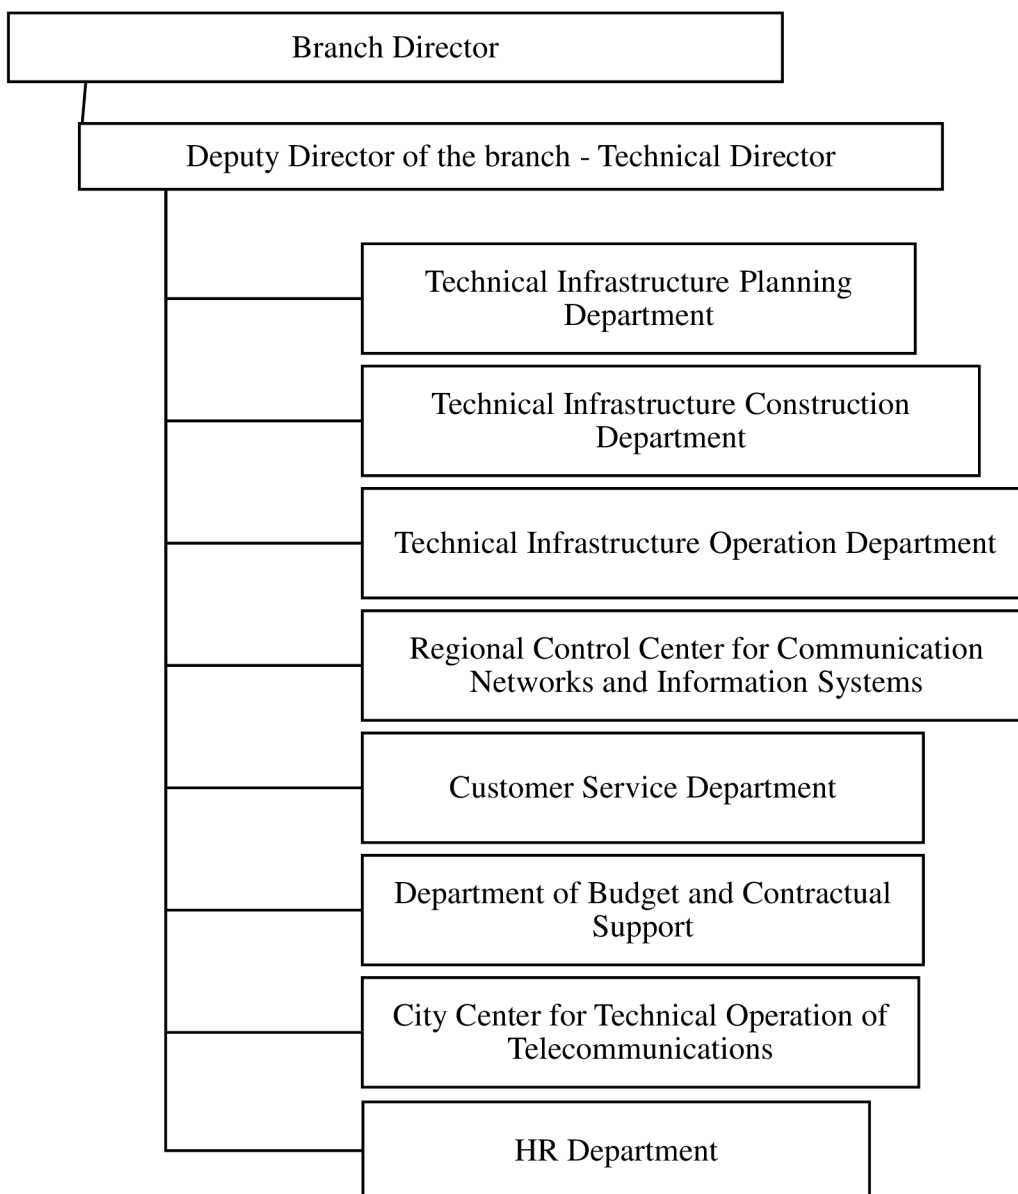 Branch Director
Deputy Director of the branch - Technical Director
Technical Infrastructure Planning
Department
Technical Infrastructure Construction
Department
Technical Infrastructure Operation Department
Regional Control Center for Communication
Networks and Information Systems
Customer Service Department
Department of Budget and Contractual
Support
City Center for Technical Operation of
Telecommunications
HR Department